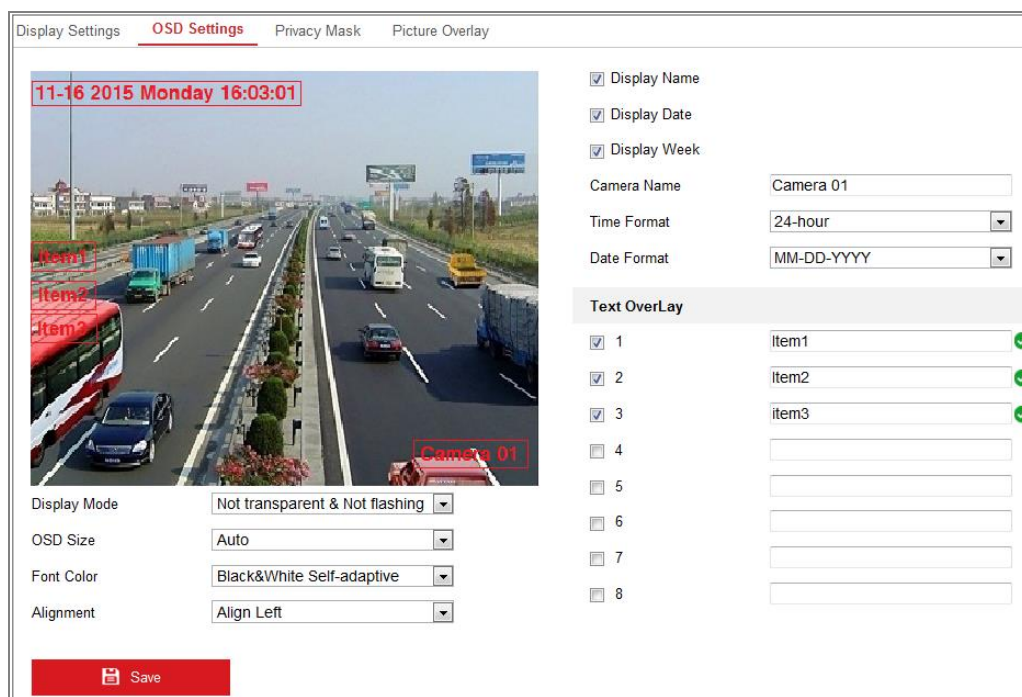 Display Settings OSD Settings Privacy Mask Picture Overlay
11-16 2015 Monday 16:03:01
Item1
Item2
Item3
Camera 01
Display Mode Not transparent & Not flashing
OSD Size Auto
Font Color Black&White Self-adaptive
Alignment Align Left
Save
Display Name
Display Date
Display Week
Camera Name Camera 01
Time Format 24-hour
Date Format MM-DD-YYYY
Text OverLay
1 Item1
2 Item2
3 item3
4
5
6
7
8